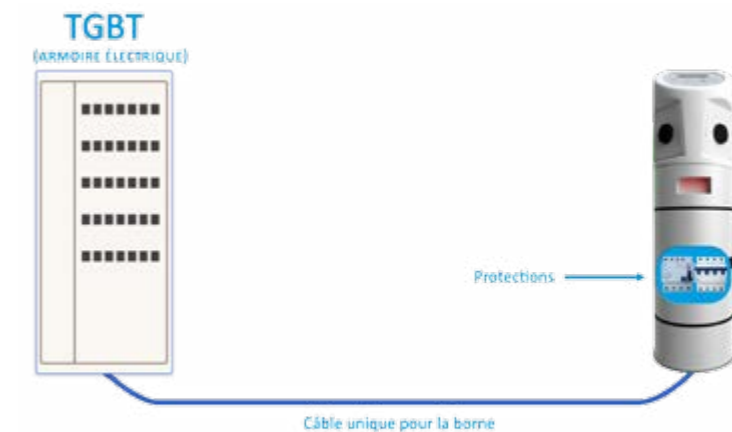 TGBT
(ARMOIRE ÉLECTRIQUE)
Protections
Câble unique pour la borne